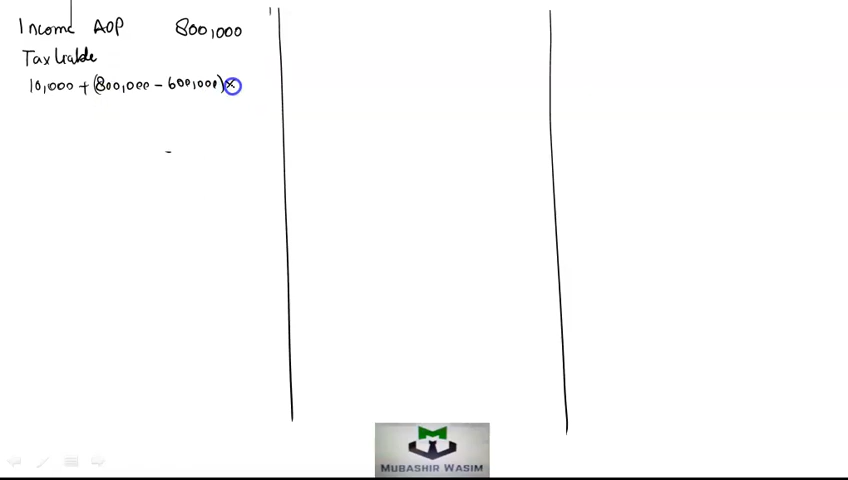 Income AOP 800,000
Tax liable
10,000 + (800,000 - 600,000) ×
MUBASHIR WASIM